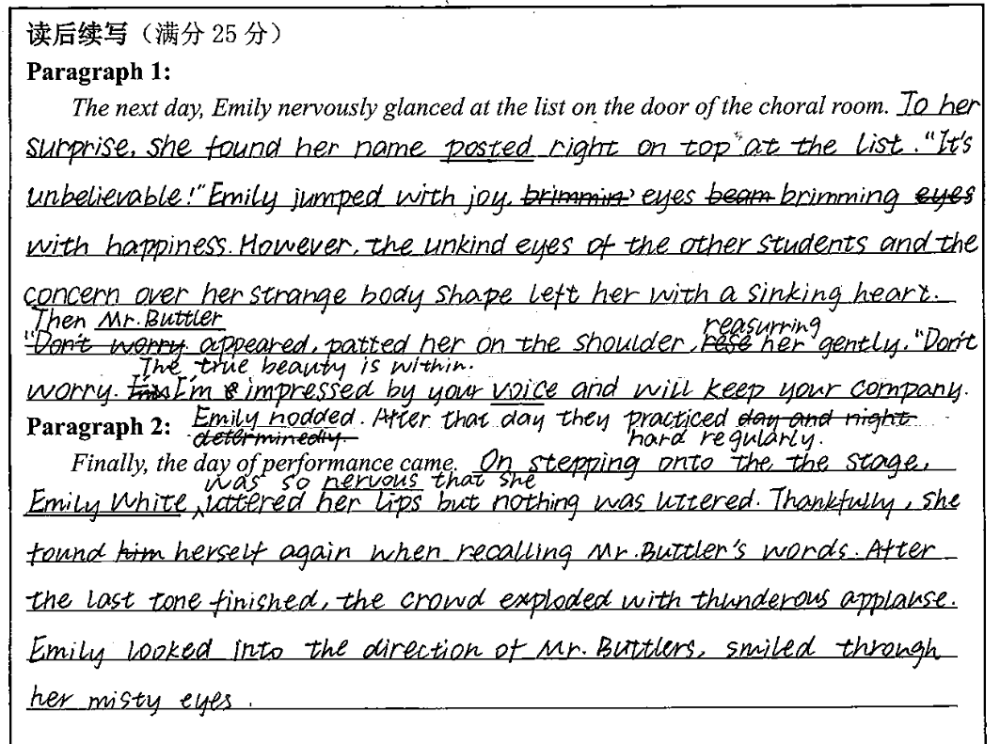 读后续写（满分 25 分）
Paragraph 1:
The next day, Emily nervously glanced at the list on the door of the choral room. To her
surprise, she found her name posted right on top at the list. "It's
unbelievable!" Emily jumped with joy, brimmin eyes beam brimming eyes
with happiness. However, the unkind eyes of the other students and the
concern over her strange body shape left her with a sinking heart.
Then Mr. Buttler
"Don't worry appeared, patted her on the shoulder, rese her gently. "Don't
reasurring
The true beauty is within.
worry. I'm impressed by your voice and will keep your company.
Paragraph 2: Emily nodded. After that day they practiced day and night
determinedly hard regularly.
Finally, the day of performance came. On stepping onto the the stage,
was so nervous that she
Emily White uttered her lips but nothing was uttered. Thankfully, she
found him herself again when recalling Mr. Buttler's words. After
the last tone finished, the crowd exploded with thunderous applause.
Emily looked into the direction of Mr. Buttlers, smiled through
her misty eyes.